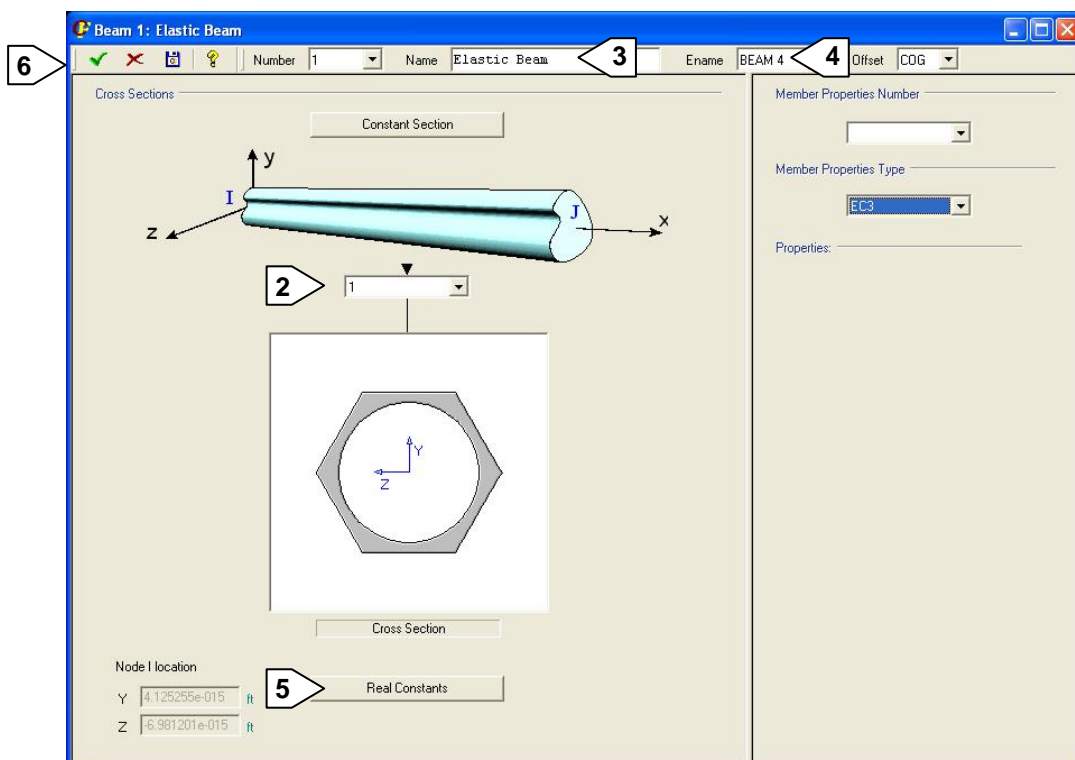 Beam 1: Elastic Beam
6 Number 1 Name Elastic Beam 3 Ename BEAM 4 4 Offset COG
Cross Sections
Member Properties Number
Constant Section
Member Properties Type
EC3
Properties:
y
I
J
x
z
2 1
Y
Z
Cross Section
Node I location
5 Real Constants
Y 4.125255e-015 ft
Z -6.981201e-015 ft